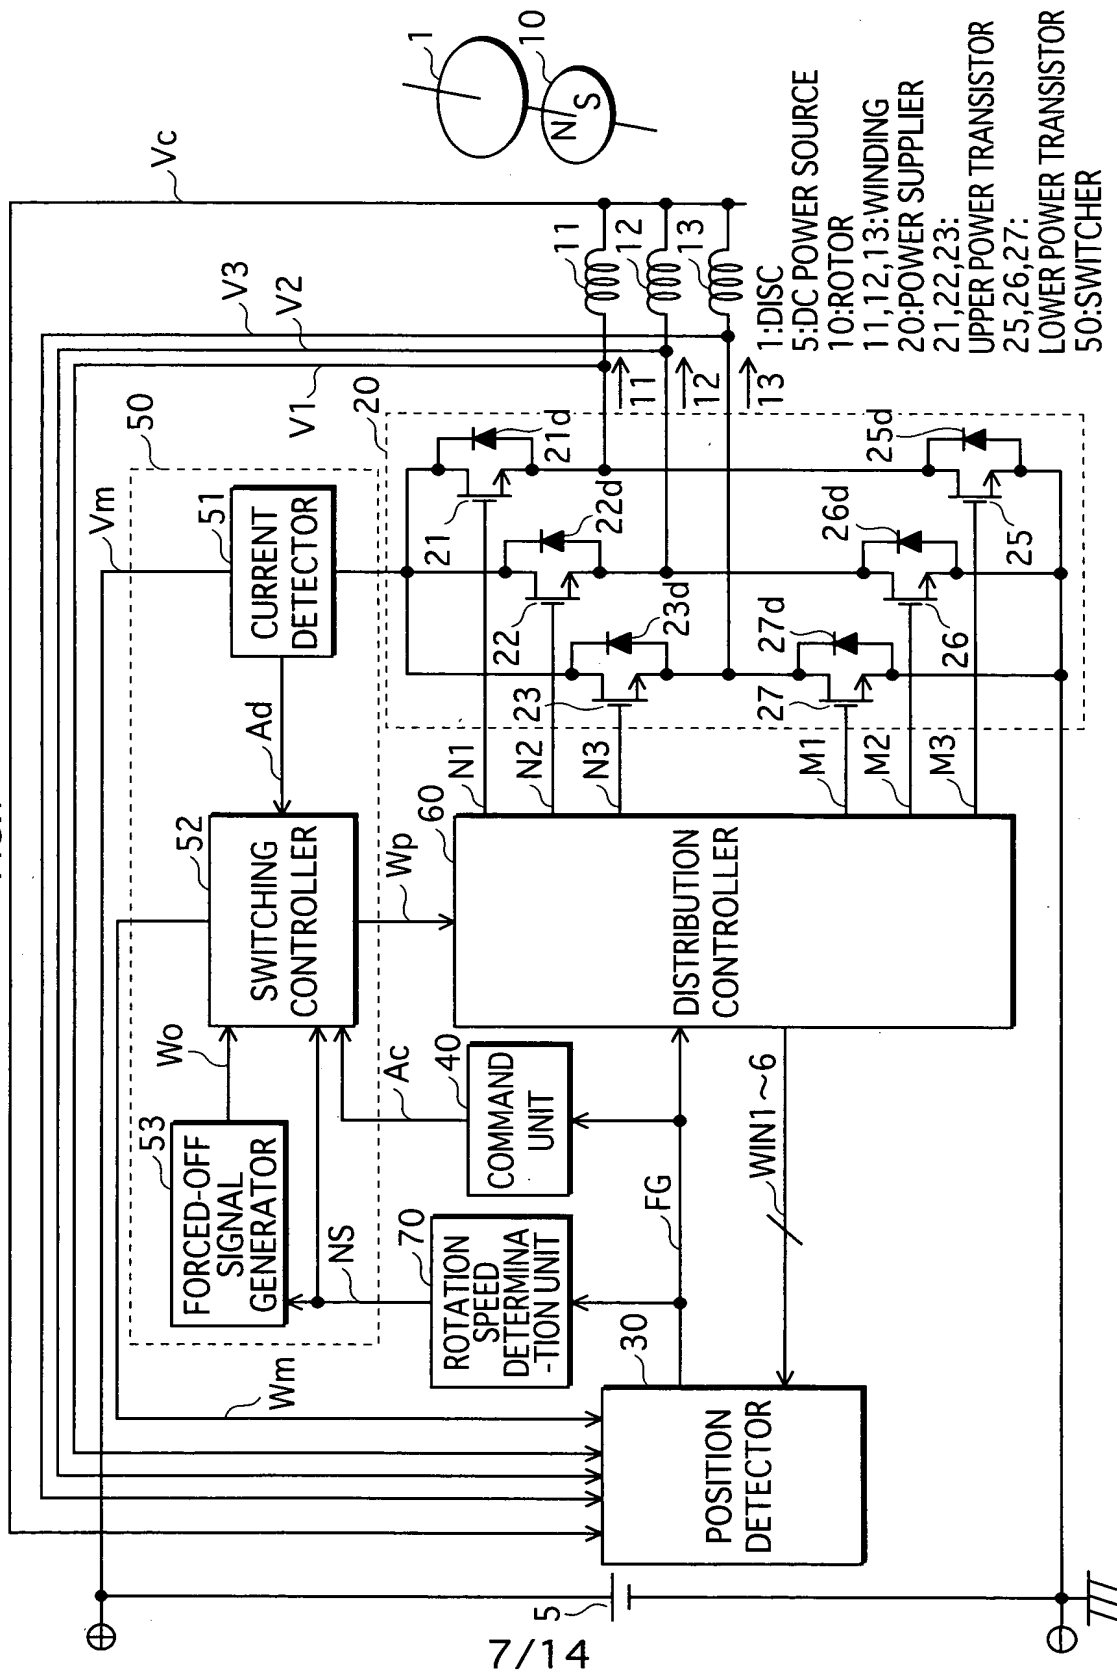 Vc
V3
V2
V1
Vm
50
20
51
CURRENT
DETECTOR
Ad
52
SWITCHING
CONTROLLER
Wo
53
FORCED-OFF
SIGNAL
GENERATOR
Wm
NS
70
ROTATION
SPEED
DETERMINA
-TION UNIT
Ac
40
COMMAND
UNIT
Wp
60
DISTRIBUTION
CONTROLLER
FG
WIN1~6
30
POSITION
DETECTOR
5
N1
N2
N3
M1
M2
M3
21
21d
22
22d
23
23d
25
25d
26
26d
27
27d
11
12
13
11
12
13
1
10
N
S
1:DISC
5:DC POWER SOURCE
10:ROTOR
11,12,13:WINDING
20:POWER SUPPLIER
21,22,23:
UPPER POWER TRANSISTOR
25,26,27:
LOWER POWER TRANSISTOR
50:SWITCHER
7/14